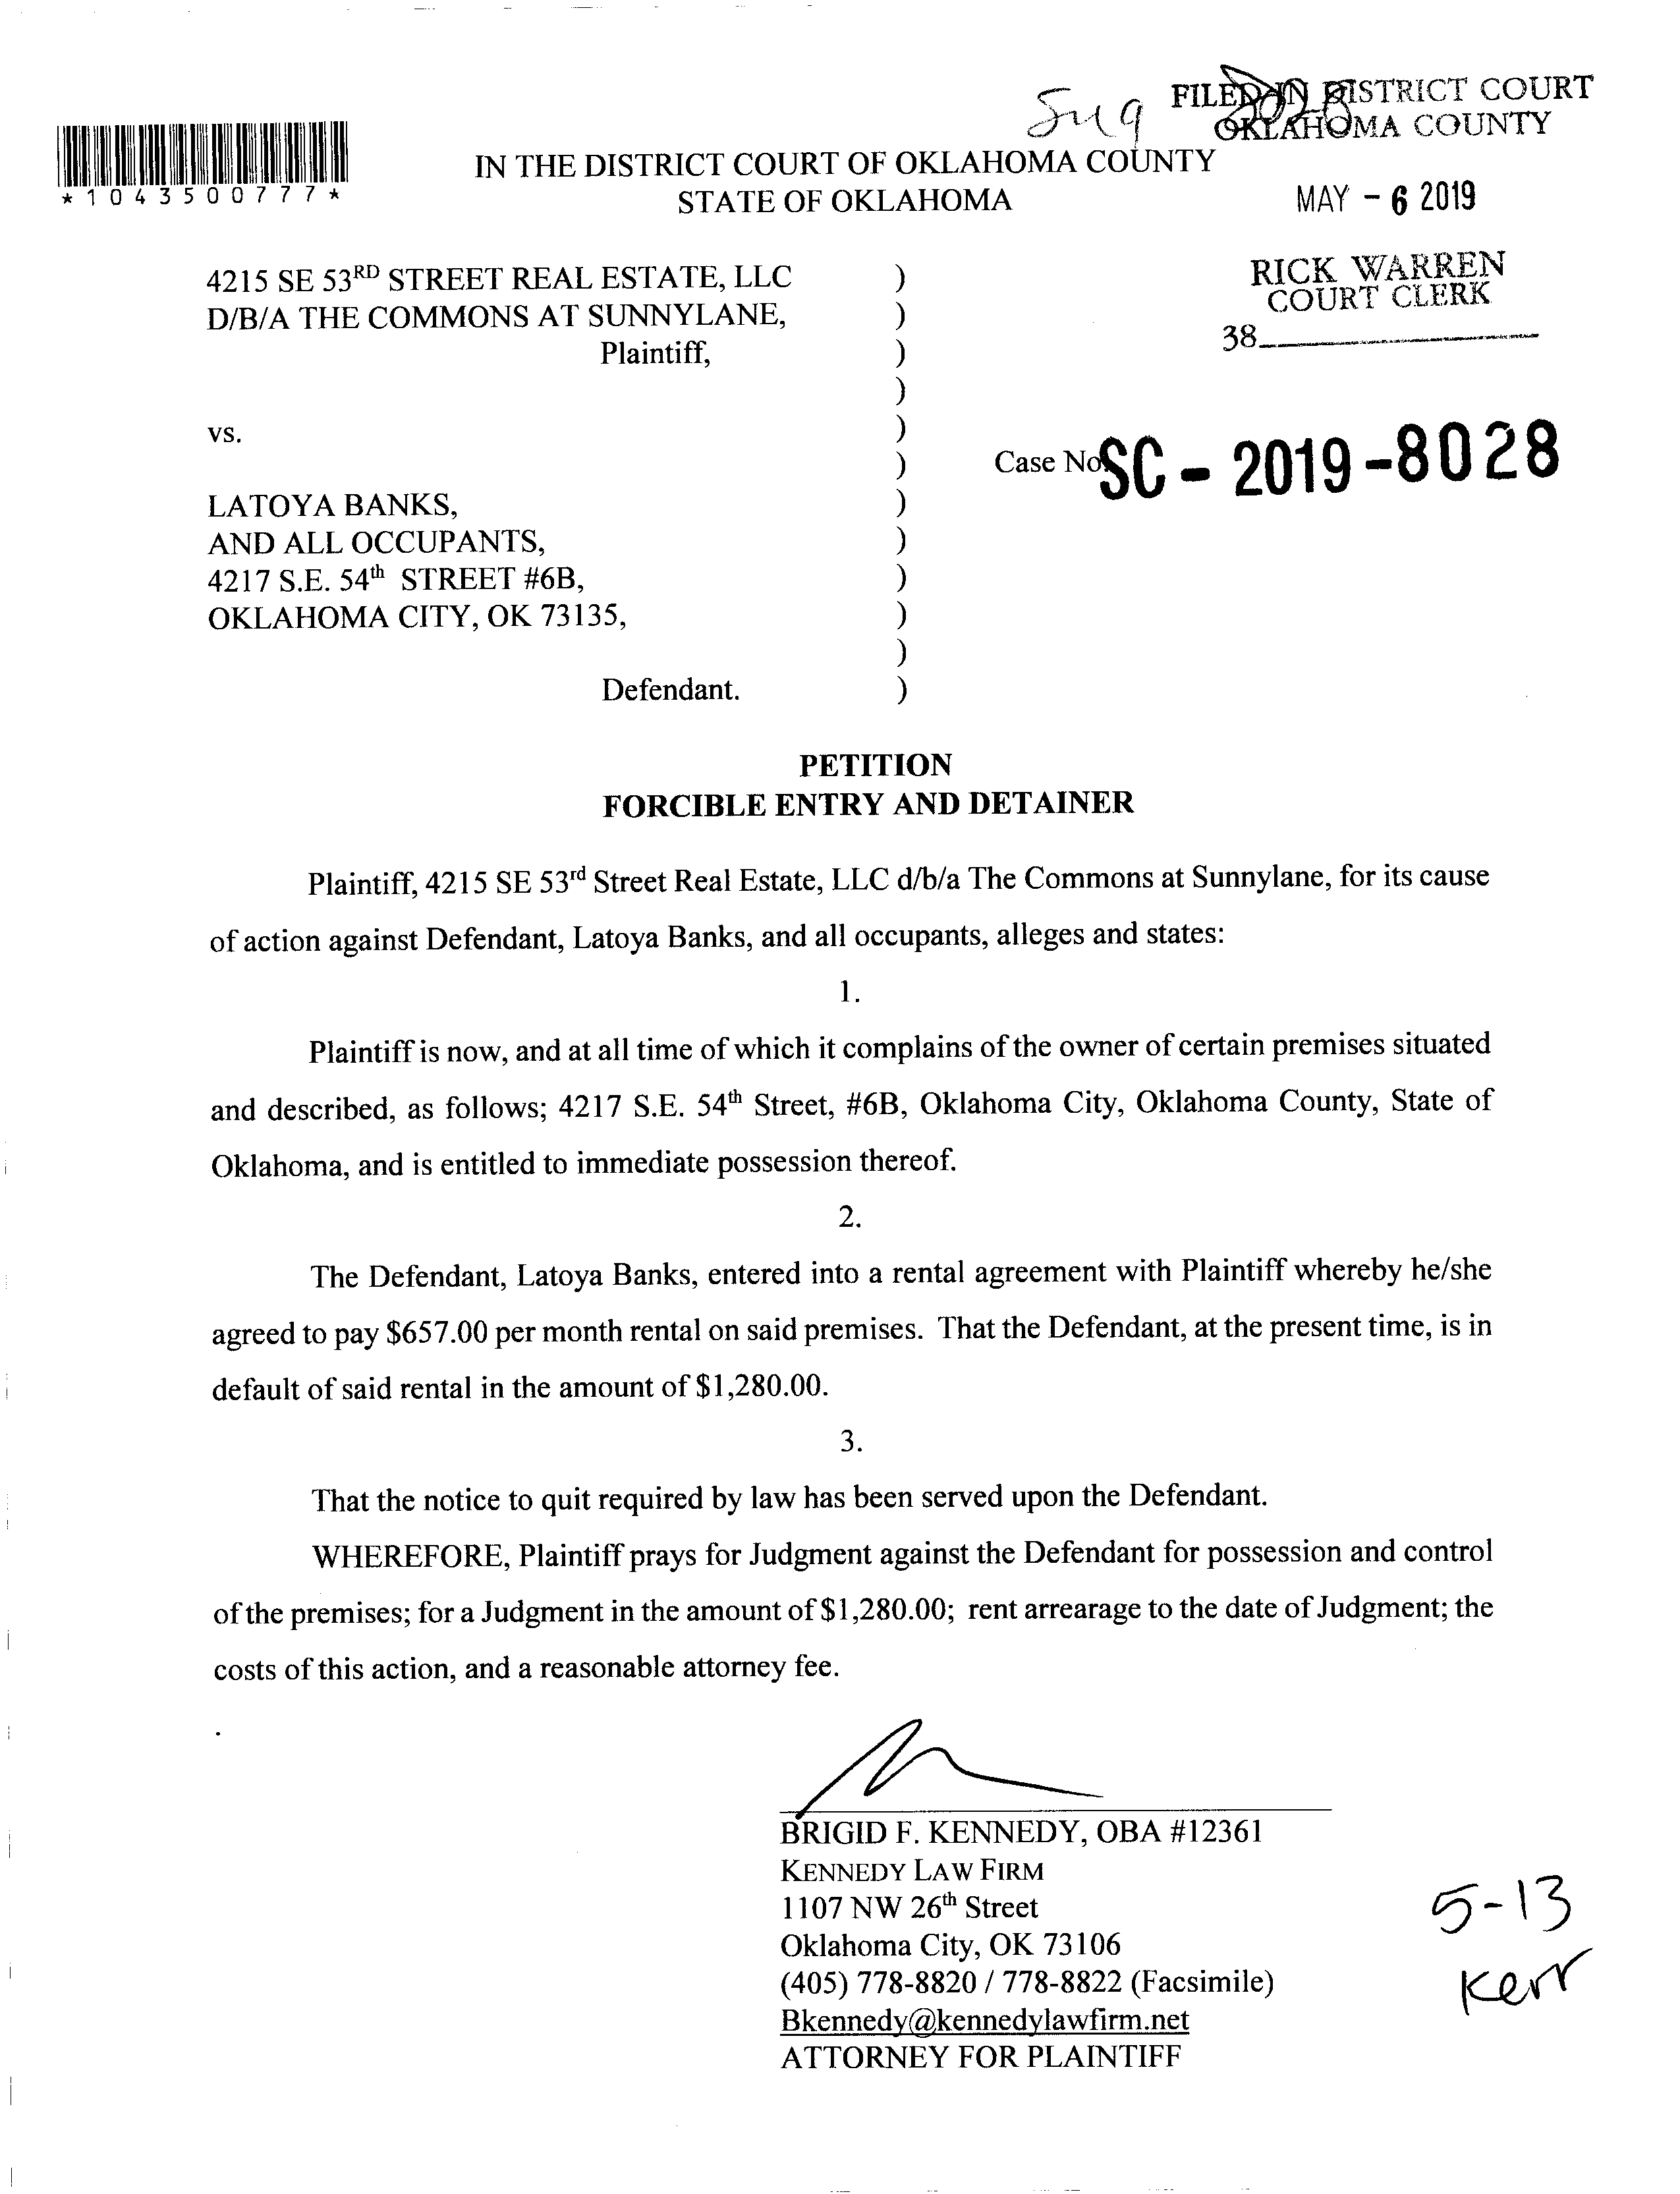 FILED IN DISTRICT COURT
OKLAHOMA COUNTY
*1043500777*
IN THE DISTRICT COURT OF OKLAHOMA COUNTY
STATE OF OKLAHOMA
MAY - 6 2019
RICK WARREN
COURT CLERK
38
4215 SE 53RD STREET REAL ESTATE, LLC )
D/B/A THE COMMONS AT SUNNYLANE, )
Plaintiff, )
)
vs. )
) Case No. SC - 2019 - 8028
LATOYA BANKS, )
AND ALL OCCUPANTS, )
4217 S.E. 54th STREET #6B, )
OKLAHOMA CITY, OK 73135, )
)
Defendant. )
PETITION
FORCIBLE ENTRY AND DETAINER
Plaintiff, 4215 SE 53rd Street Real Estate, LLC d/b/a The Commons at Sunnylane, for its cause
of action against Defendant, Latoya Banks, and all occupants, alleges and states:
1.
Plaintiff is now, and at all time of which it complains of the owner of certain premises situated
and described, as follows; 4217 S.E. 54th Street, #6B, Oklahoma City, Oklahoma County, State of
Oklahoma, and is entitled to immediate possession thereof.
2.
The Defendant, Latoya Banks, entered into a rental agreement with Plaintiff whereby he/she
agreed to pay $657.00 per month rental on said premises. That the Defendant, at the present time, is in
default of said rental in the amount of $1,280.00.
3.
That the notice to quit required by law has been served upon the Defendant.
WHEREFORE, Plaintiff prays for Judgment against the Defendant for possession and control
of the premises; for a Judgment in the amount of $1,280.00; rent arrearage to the date of Judgment; the
costs of this action, and a reasonable attorney fee.
.
BRIGID F. KENNEDY, OBA #12361
KENNEDY LAW FIRM
1107 NW 26th Street
Oklahoma City, OK 73106
(405) 778-8820 / 778-8822 (Facsimile)
Bkennedy@kennedylawfirm.net
ATTORNEY FOR PLAINTIFF
5-13
Kerr